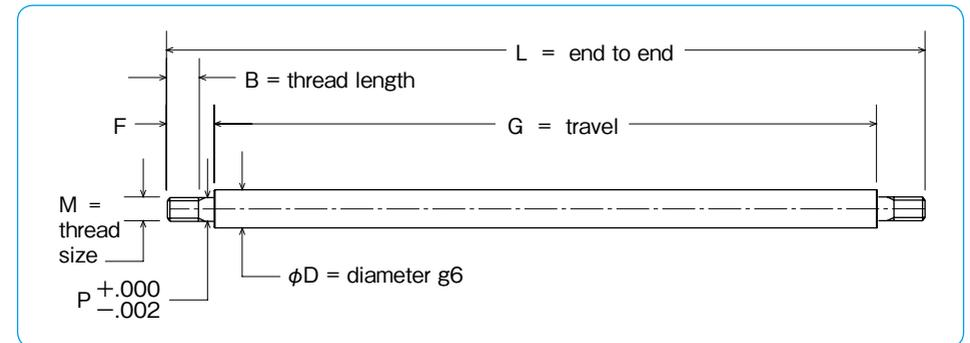 L = end to end
B = thread length
F
G = travel
M =
thread
size
φD = diameter g6
P +.000
−.002